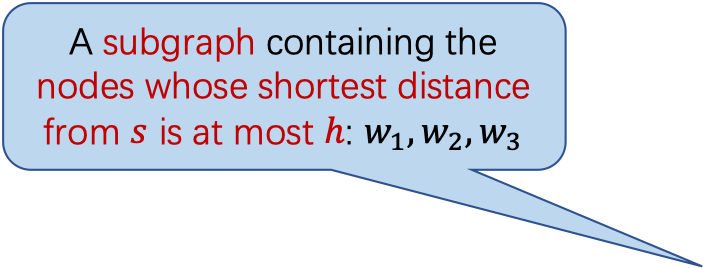 A subgraph containing the
nodes whose shortest distance
from s is at most h: w₁, w₂, w₃